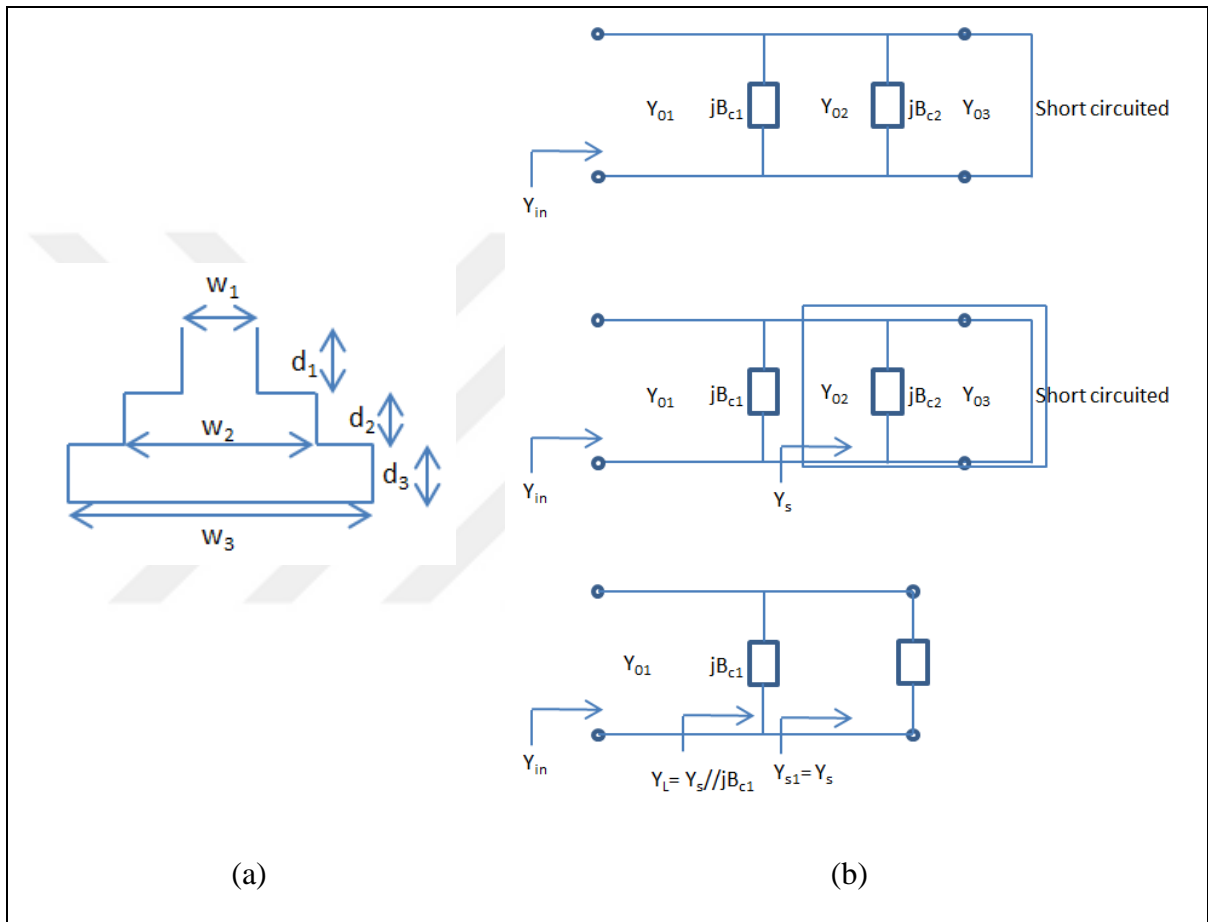 w1
d1
w2
d2
d3
w3
(a)
Y01 jBc1 Y02 jBc2 Y03 Short circuited
Yin
Y01 jBc1 Y02 jBc2 Y03 Short circuited
Yin
Ys
Y01 jBc1
Yin
YL= Ys//jBc1 Ys1= Ys
(b)